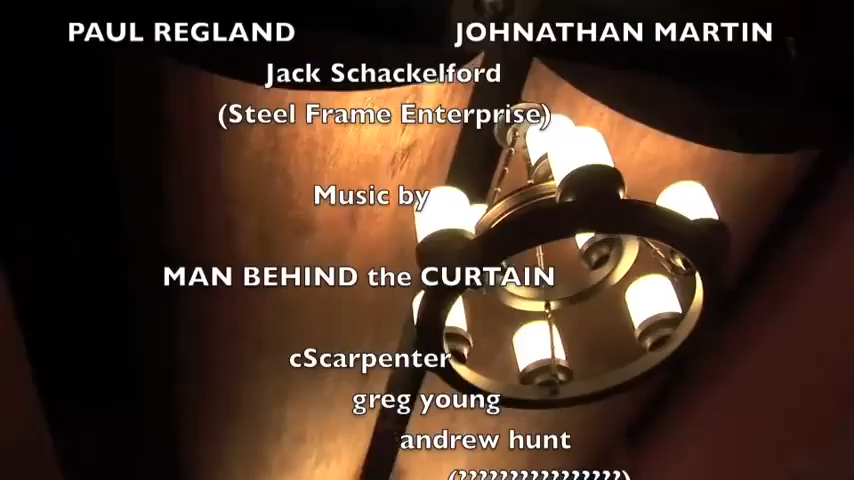 PAUL REGLAND JOHNATHAN MARTIN
Jack Schackelford
(Steel Frame Enterprise)
Music by
MAN BEHIND the CURTAIN
cScarpenter
greg young
andrew hunt
(????????????????)